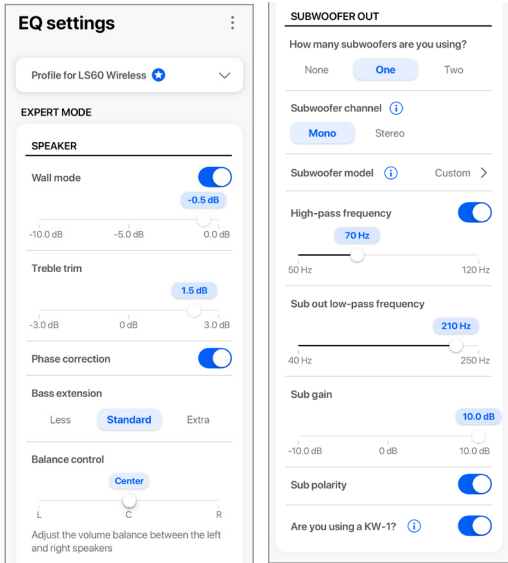 EQ settings
Profile for LS60 Wireless
EXPERT MODE
SPEAKER
Wall mode
-0.5 dB
-10.0 dB -5.0 dB 0.0 dB
Treble trim
1.5 dB
-3.0 dB 0 dB 3.0 dB
Phase correction
Bass extension
Less Standard Extra
Balance control
Center
L C R
Adjust the volume balance between the left
and right speakers
SUBWOOFER OUT
How many subwoofers are you using?
None One Two
Subwoofer channel
Mono Stereo
Subwoofer model Custom
High-pass frequency
70 Hz
50 Hz 120 Hz
Sub out low-pass frequency
210 Hz
40 Hz 250 Hz
Sub gain
10.0 dB
-10.0 dB 0 dB 10.0 dB
Sub polarity
Are you using a KW-1?